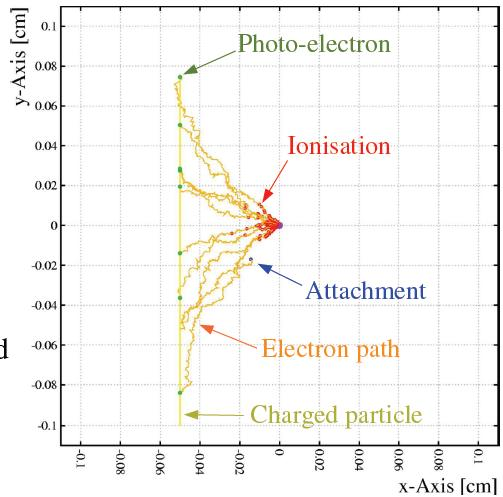 y-Axis [cm]
0.1
0.08
0.06
0.04
0.02
0
-0.02
-0.04
-0.06
-0.08
-0.1
Photo-electron
Ionisation
Attachment
Electron path
Charged particle
d
-0.1
-0.08
-0.06
-0.04
-0.02
0
0.02
0.04
0.06
0.08
0.1
x-Axis [cm]